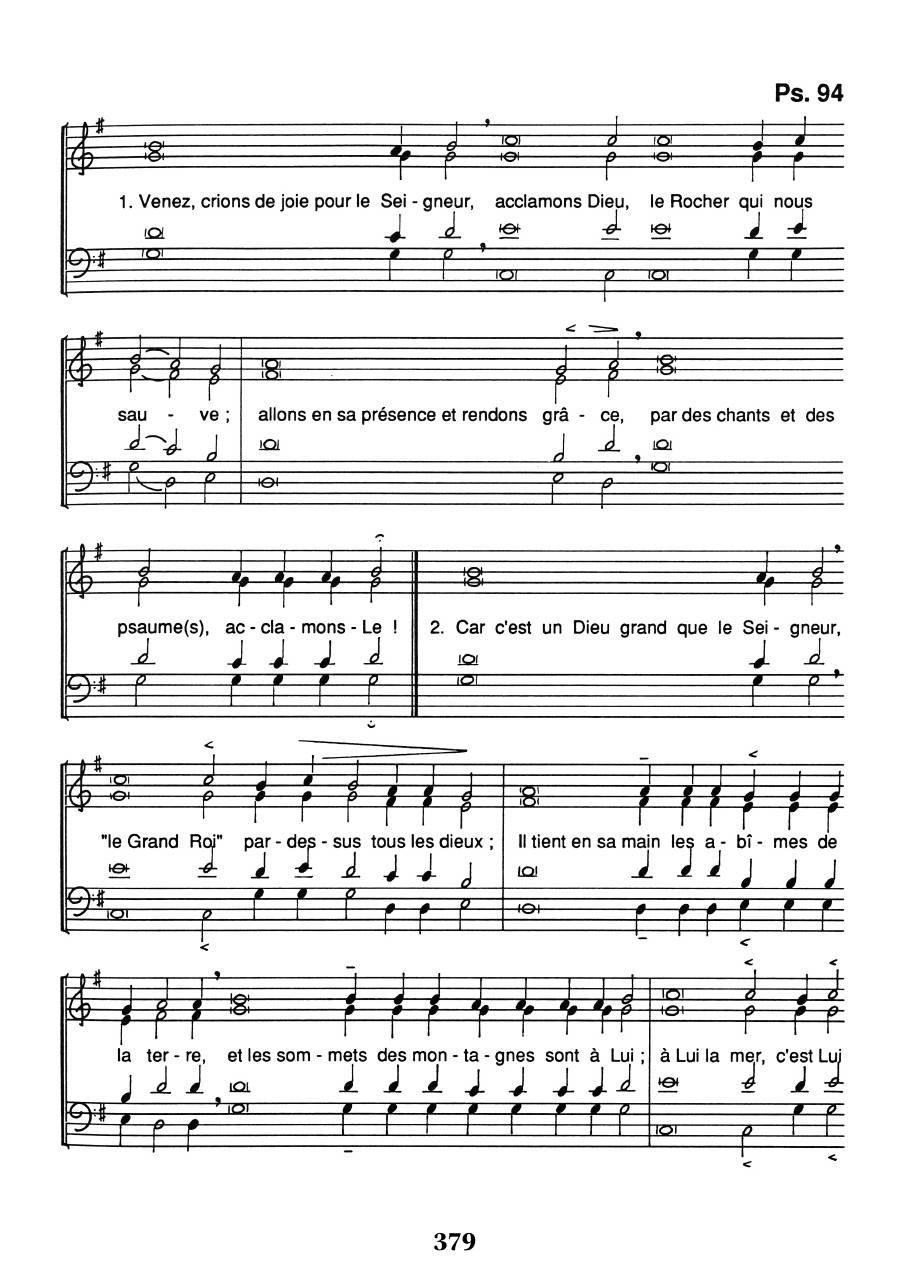 Ps. 94
1. Venez, crions de joie pour le Sei - gneur, acclamons Dieu, le Rocher qui nous
sau - ve ; allons en sa présence et rendons grâ - ce, par des chants et des
psaume(s), ac - cla - mons - Le ! 2. Car c'est un Dieu grand que le Sei - gneur,
"le Grand Roi" par - des - sus tous les dieux ; Il tient en sa main les a - bî - mes de
la ter - re, et les som - mets des mon - ta - gnes sont à Lui ; à Lui la mer, c'est Lui
379